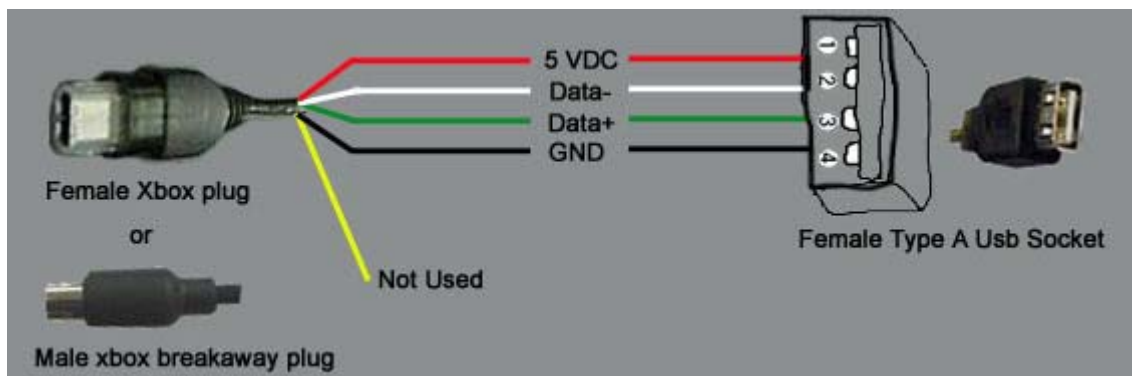 5 VDC
Data-
Data+
GND
Not Used
Female Xbox plug
or
Male xbox breakaway plug
1
2
3
4
Female Type A Usb Socket